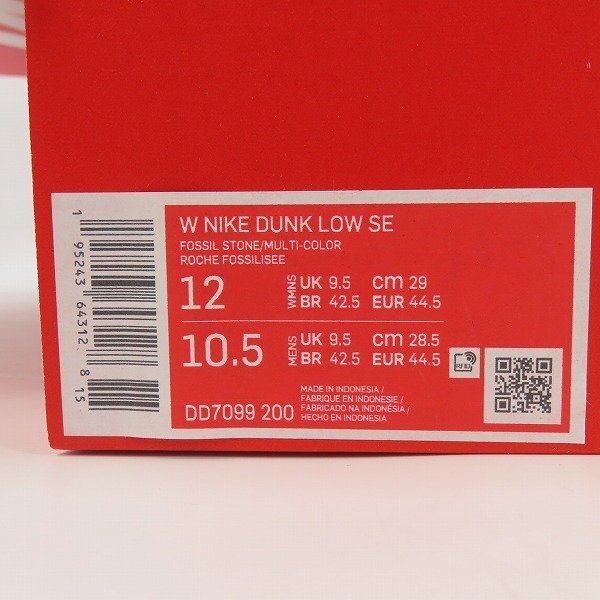 W NIKE DUNK LOW SE
FOSSIL STONE/MULTI-COLOR
ROCHE FOSSILISEE
12 WMNS UK 9.5 cm 29
BR 42.5 EUR 44.5
10.5 MENS UK 9.5 cm 28.5
BR 42.5 EUR 44.5
RFID
DD7099 200
MADE IN INDONESIA /
FABRIQUE EN INDONESIE /
FABRICADO NA INDONÉSIA /
HECHO EN INDONESIA
1 95243 64312 8 15